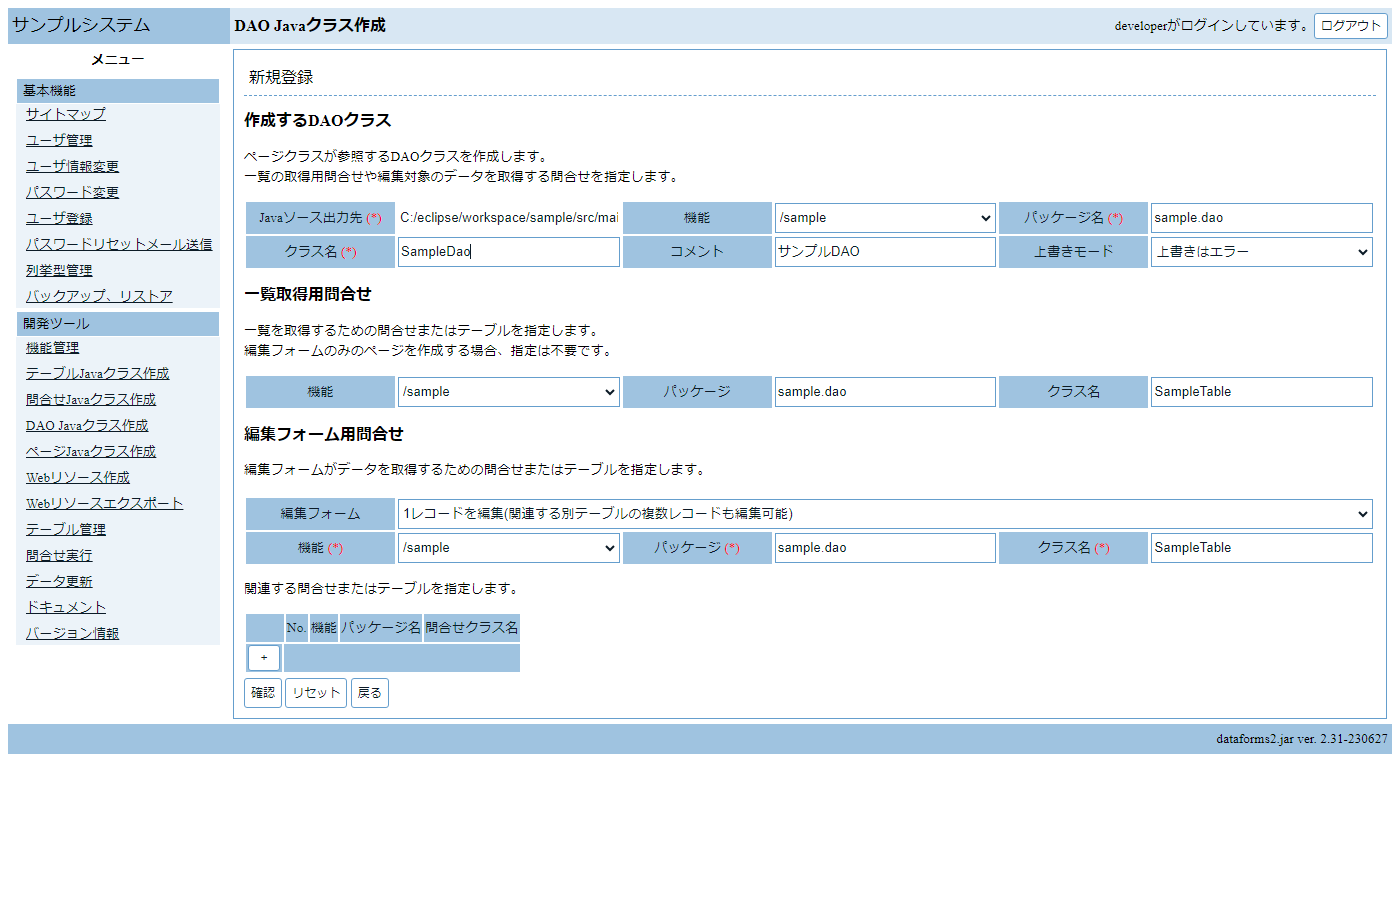 サンプルシステム
DAO Javaクラス作成
developerがログインしています。 ログアウト
メニュー
基本機能
サイトマップ
ユーザ管理
ユーザ情報変更
パスワード変更
ユーザ登録
パスワードリセットメール送信
列挙型管理
バックアップ、リストア
開発ツール
機能管理
テーブルJavaクラス作成
問合せJavaクラス作成
DAO Javaクラス作成
ページJavaクラス作成
Webリソース作成
Webリソースエクスポート
テーブル管理
問合せ実行
データ更新
ドキュメント
バージョン情報
新規登録
作成するDAOクラス
ページクラスが参照するDAOクラスを作成します。
一覧の取得用問合せや編集対象のデータを取得する問合せを指定します。
Javaソース出力先 (*) C:/eclipse/workspace/sample/src/mai 機能 /sample パッケージ名 (*) sample.dao
クラス名 (*) SampleDao コメント サンプルDAO 上書きモード 上書きはエラー
一覧取得用問合せ
一覧を取得するための問合せまたはテーブルを指定します。
編集フォームのみのページを作成する場合、指定は不要です。
機能 /sample パッケージ sample.dao クラス名 SampleTable
編集フォーム用問合せ
編集フォームがデータを取得するための問合せまたはテーブルを指定します。
編集フォーム 1レコードを編集(関連する別テーブルの複数レコードも編集可能)
機能 (*) /sample パッケージ (*) sample.dao クラス名 (*) SampleTable
関連する問合せまたはテーブルを指定します。
No. 機能 パッケージ名 問合せクラス名
+
確認 リセット 戻る
dataforms2.jar ver. 2.31-230627